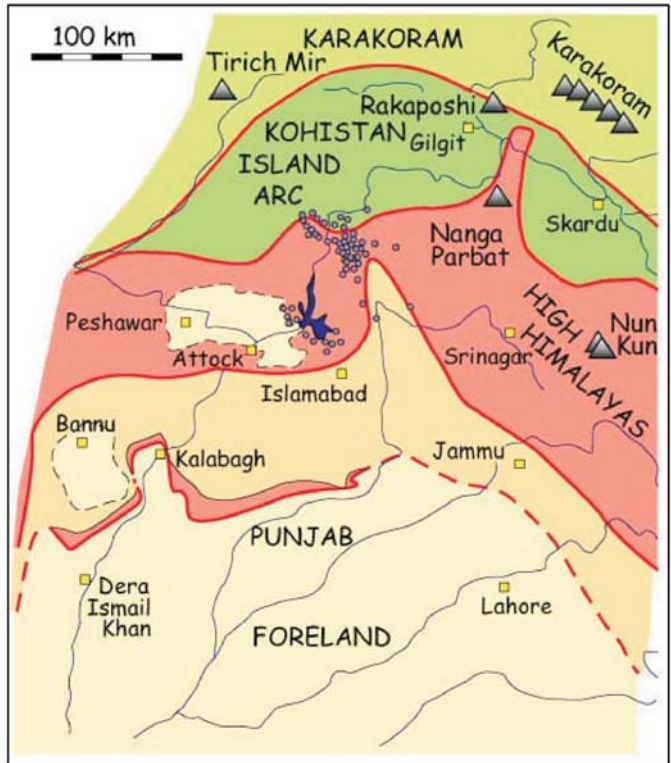 100 km
KARAKORAM
Tirich Mir
Karakoram
Rakaposhi
KOHISTAN
Gilgit
ISLAND
ARC
Skardu
Nanga
Parbat
HIGH
HIMALAYAS
Nun
Kun
Peshawar
Attock
Srinagar
Islamabad
Bannu
Kalabagh
Jammu
PUNJAB
Dera
Ismail
Khan
Lahore
FORELAND